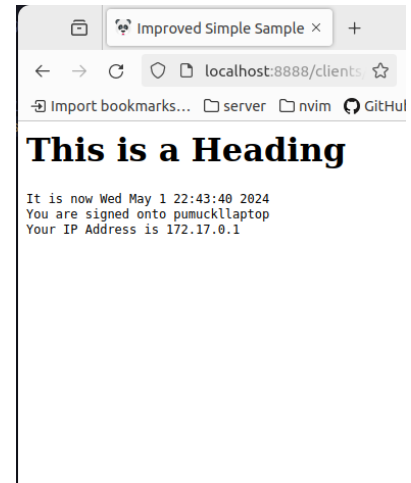 Improved Simple Sample
localhost:8888/clients
Import bookmarks... server nvim GitHub
This is a Heading
It is now Wed May 1 22:43:40 2024
You are signed onto pumuckllaptop
Your IP Address is 172.17.0.1